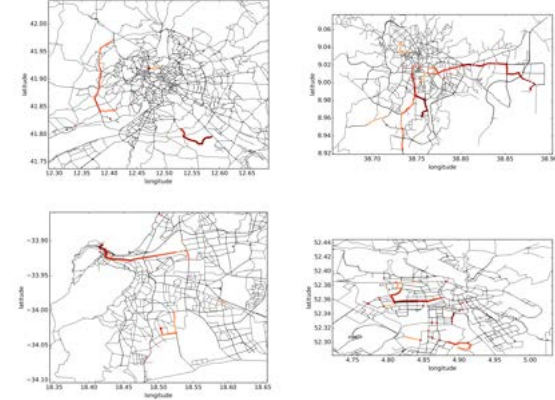 42.00
41.95
41.90
41.85
41.80
41.75
latitude
12.30 12.35 12.40 12.45 12.50 12.55 12.60 12.65
longitude
9.06
9.04
9.02
9.00
8.98
8.96
8.94
8.92
latitude
38.70 38.75 38.80 38.85 38.90
longitude
−33.90
−33.95
−34.00
−34.05
−34.10
latitude
18.35 18.40 18.45 18.50 18.55 18.60 18.65
longitude
52.44
52.42
52.40
52.38
52.36
52.34
52.32
52.30
latitude
4.75 4.80 4.85 4.90 4.95 5.00
longitude